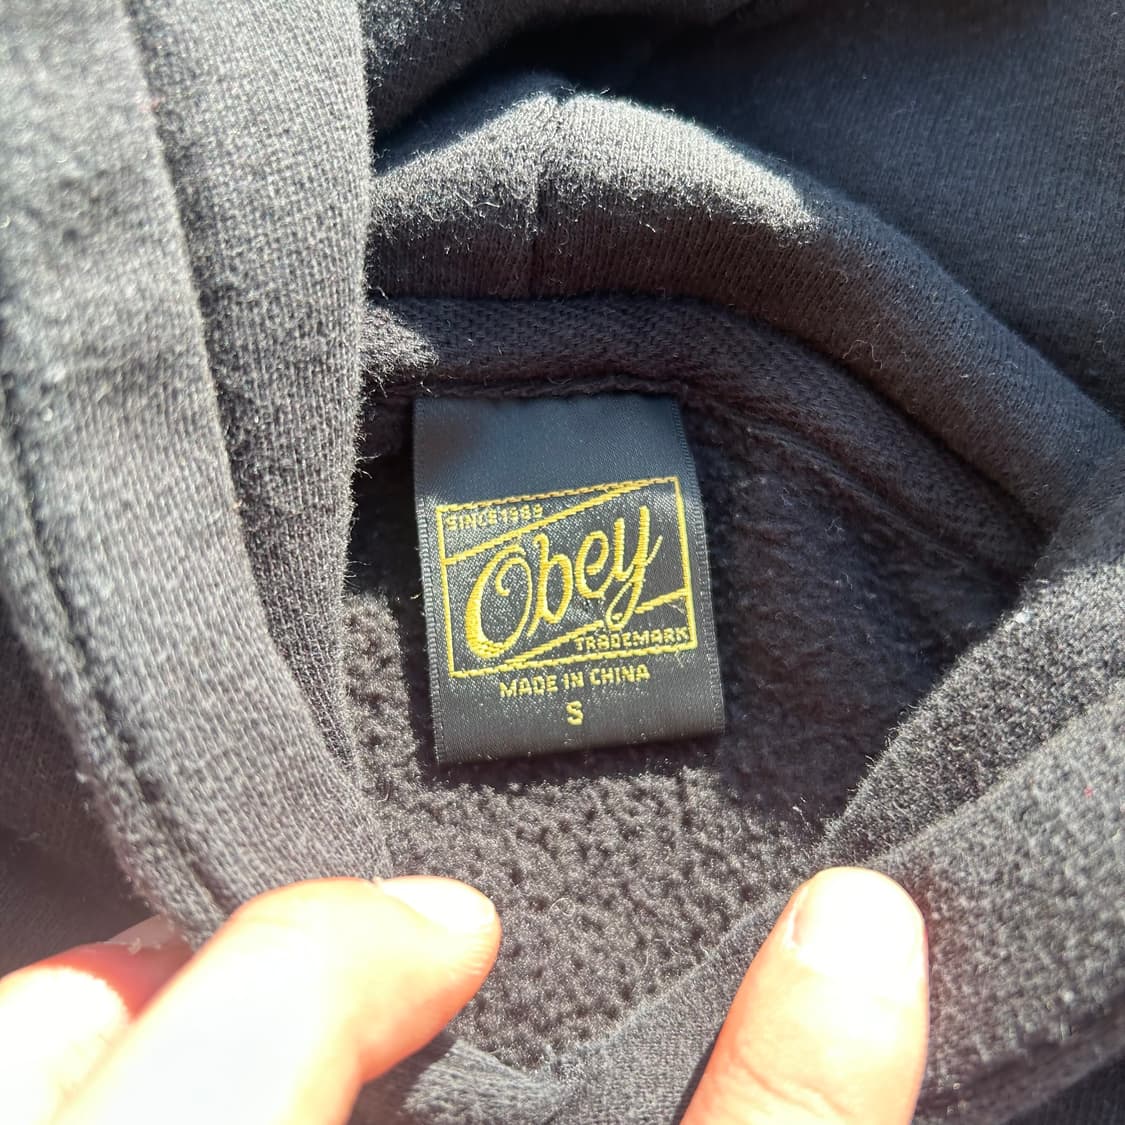 SINCE 1989
Obey
TRADEMARK
MADE IN CHINA
S